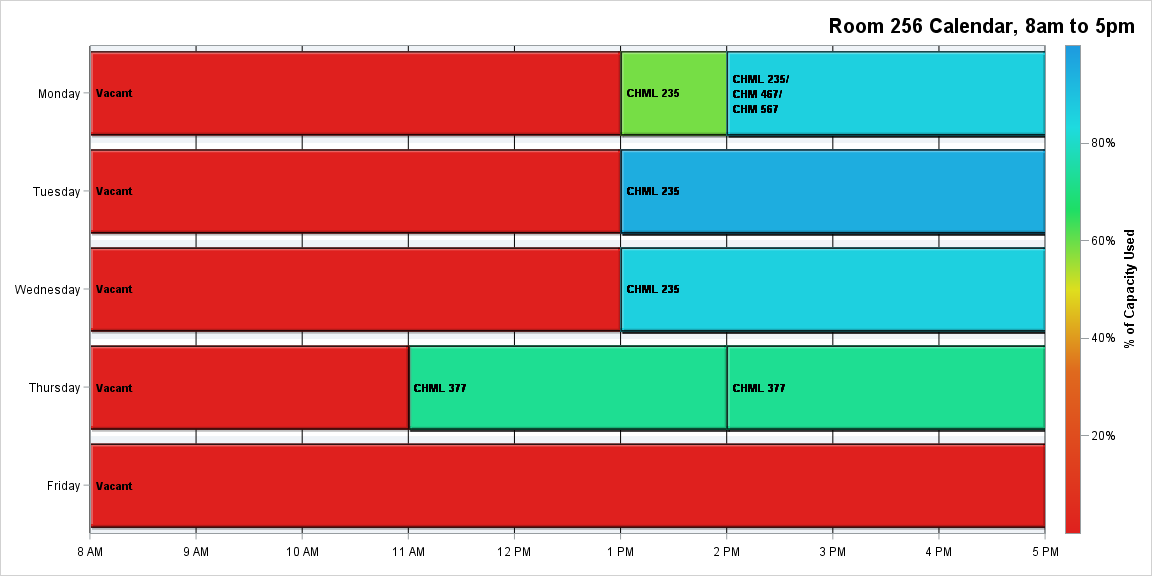 Room 256 Calendar, 8am to 5pm
Monday
Vacant
CHML 235
CHML 235/
CHM 467/
CHM 567
Tuesday
Vacant
CHML 235
Wednesday
Vacant
CHML 235
Thursday
Vacant
CHML 377
CHML 377
Friday
Vacant
8 AM
9 AM
10 AM
11 AM
12 PM
1 PM
2 PM
3 PM
4 PM
5 PM
80%
60%
40%
20%
% of Capacity Used